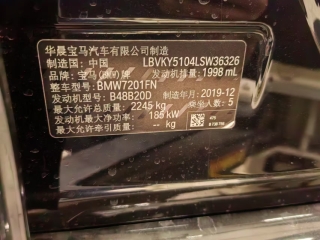 华晨宝马汽车有限公司制造
制造国：中国 LBVKY5104LSW36326
品牌：宝马(BMW)牌 发动机排量：1998 mL
整车型号：BMW7201FN
发动机型号：B48B20D 制造年月：2019-12
最大允许总质量：2245 kg 乘坐人数：5
发动机最大净功率：185 kW
最大允许牵引质量：-- kg